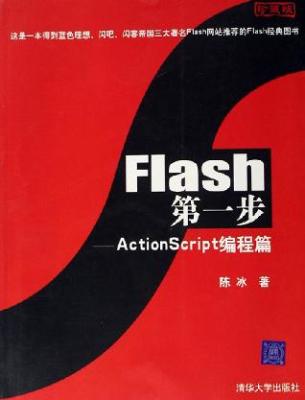 珍藏版
这是一本得到蓝色理想、闪吧、闪客帝国三大著名Flash网站推荐的Flash经典图书
Flash
第一步
——ActionScript编程篇
陈冰 著
清华大学出版社